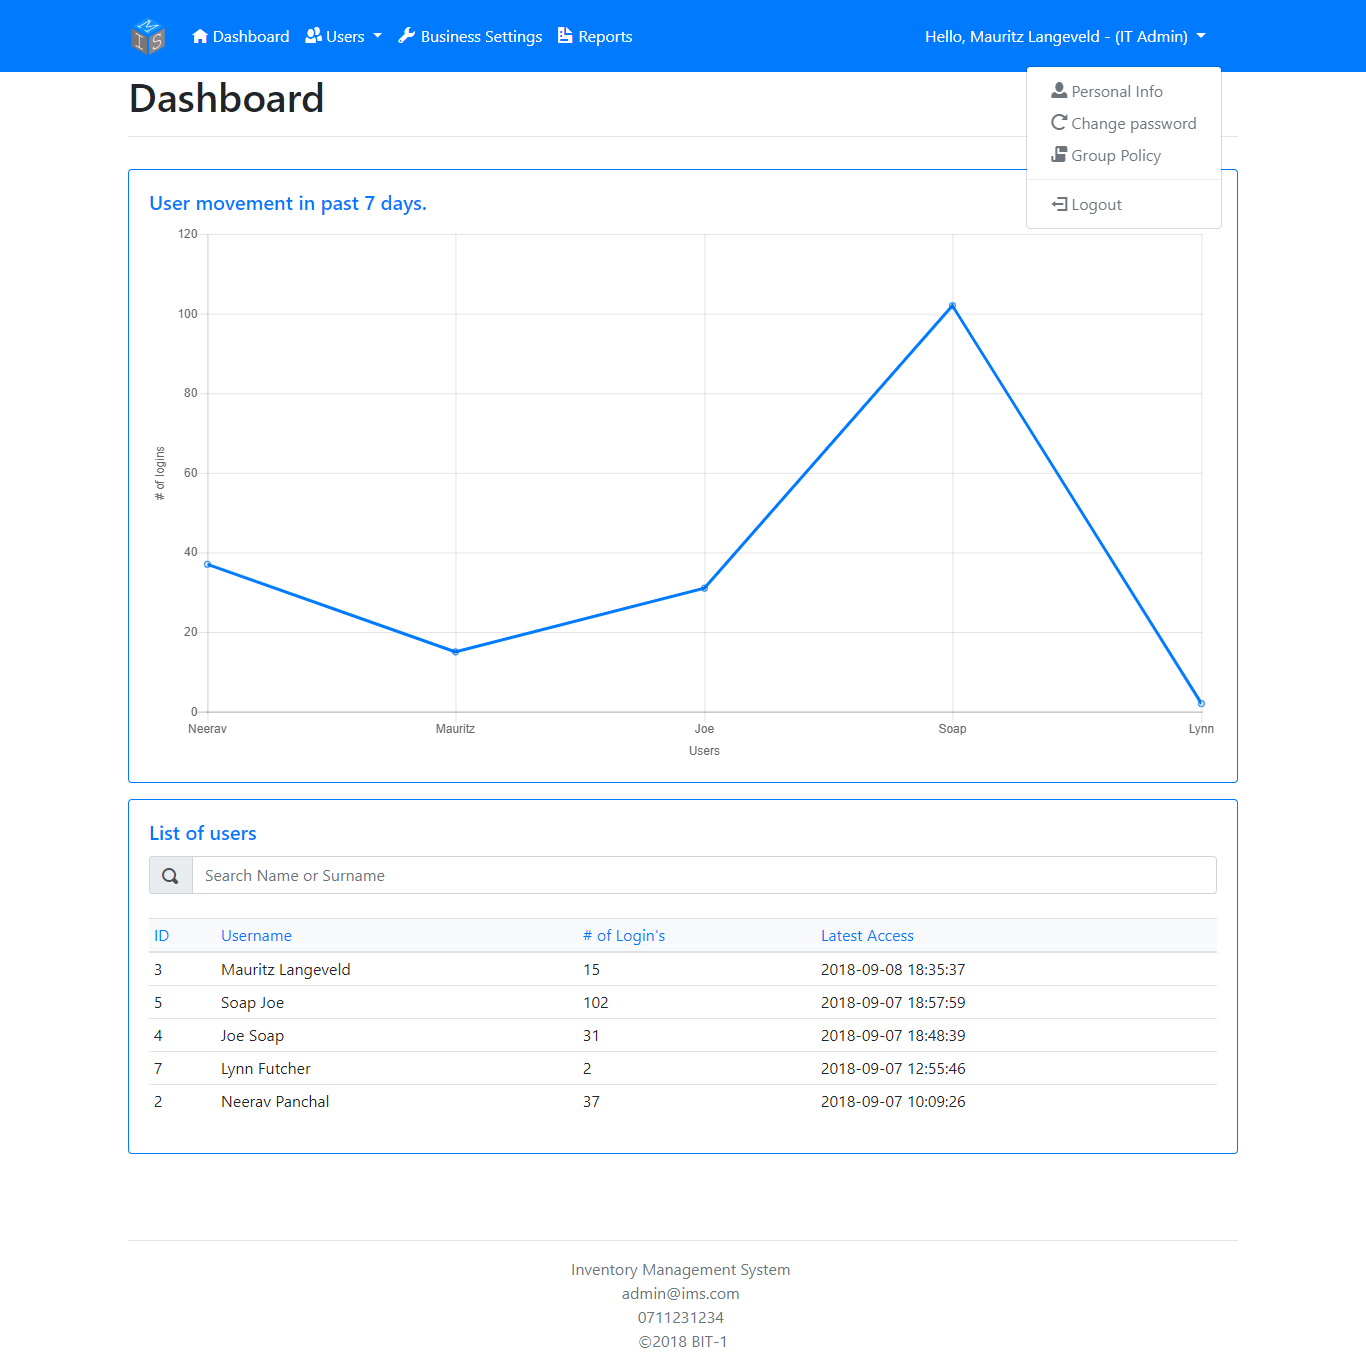 IMS
Dashboard Users Business Settings Reports Hello, Mauritz Langeveld - (IT Admin)
Dashboard
Personal Info
Change password
Group Policy
Logout
User movement in past 7 days.
120
100
80
60
40
20
0
# of logins
Neerav Mauritz Joe Soap Lynn
Users
List of users
Search Name or Surname
ID Username # of Login's Latest Access
3 Mauritz Langeveld 15 2018-09-08 18:35:37
5 Soap Joe 102 2018-09-07 18:57:59
4 Joe Soap 31 2018-09-07 18:48:39
7 Lynn Futcher 2 2018-09-07 12:55:46
2 Neerav Panchal 37 2018-09-07 10:09:26
Inventory Management System
admin@ims.com
0711231234
©2018 BIT-1